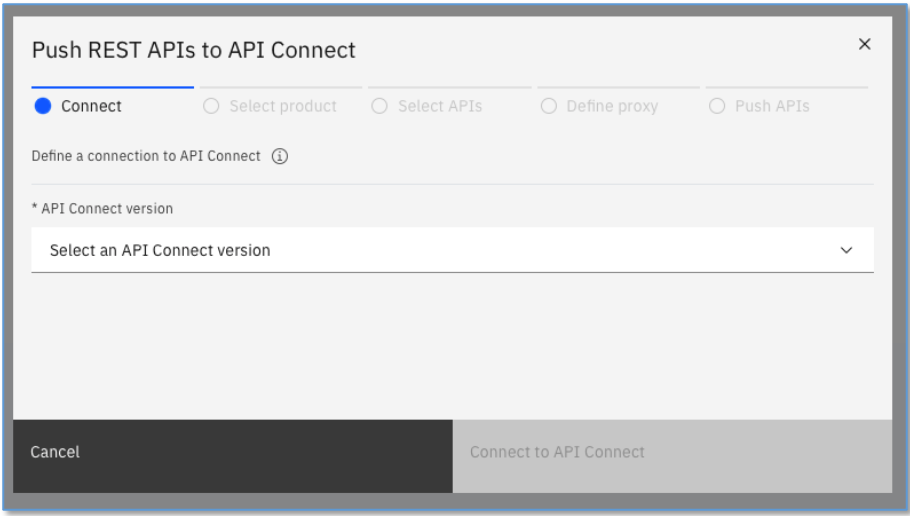 Push REST APIs to API Connect
Connect Select product Select APIs Define proxy Push APIs
Define a connection to API Connect
* API Connect version
Select an API Connect version
Cancel Connect to API Connect